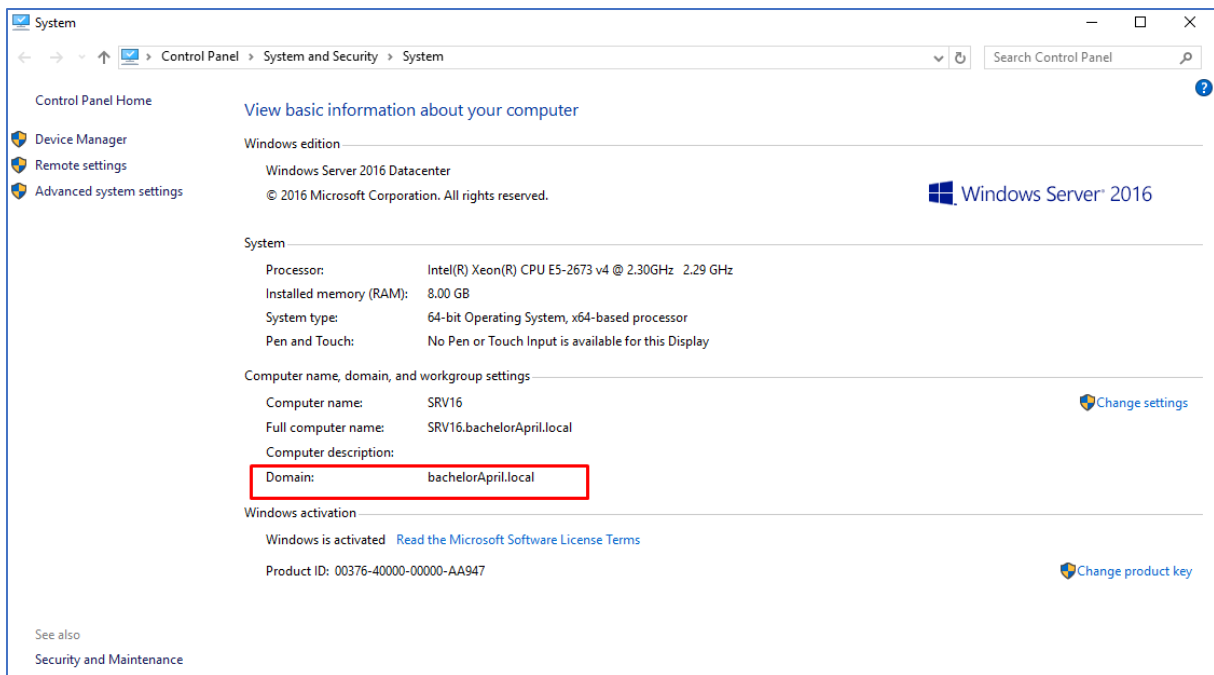 System
Control Panel > System and Security > System
Search Control Panel
Control Panel Home
Device Manager
Remote settings
Advanced system settings
See also
Security and Maintenance
View basic information about your computer
Windows edition
Windows Server 2016 Datacenter
© 2016 Microsoft Corporation. All rights reserved.
Windows Server® 2016
System
Processor: Intel(R) Xeon(R) CPU E5-2673 v4 @ 2.30GHz 2.29 GHz
Installed memory (RAM): 8.00 GB
System type: 64-bit Operating System, x64-based processor
Pen and Touch: No Pen or Touch Input is available for this Display
Computer name, domain, and workgroup settings
Computer name: SRV16
Change settings
Full computer name: SRV16.bachelorApril.local
Computer description:
Domain: bachelorApril.local
Windows activation
Windows is activated Read the Microsoft Software License Terms
Product ID: 00376-40000-00000-AA947
Change product key